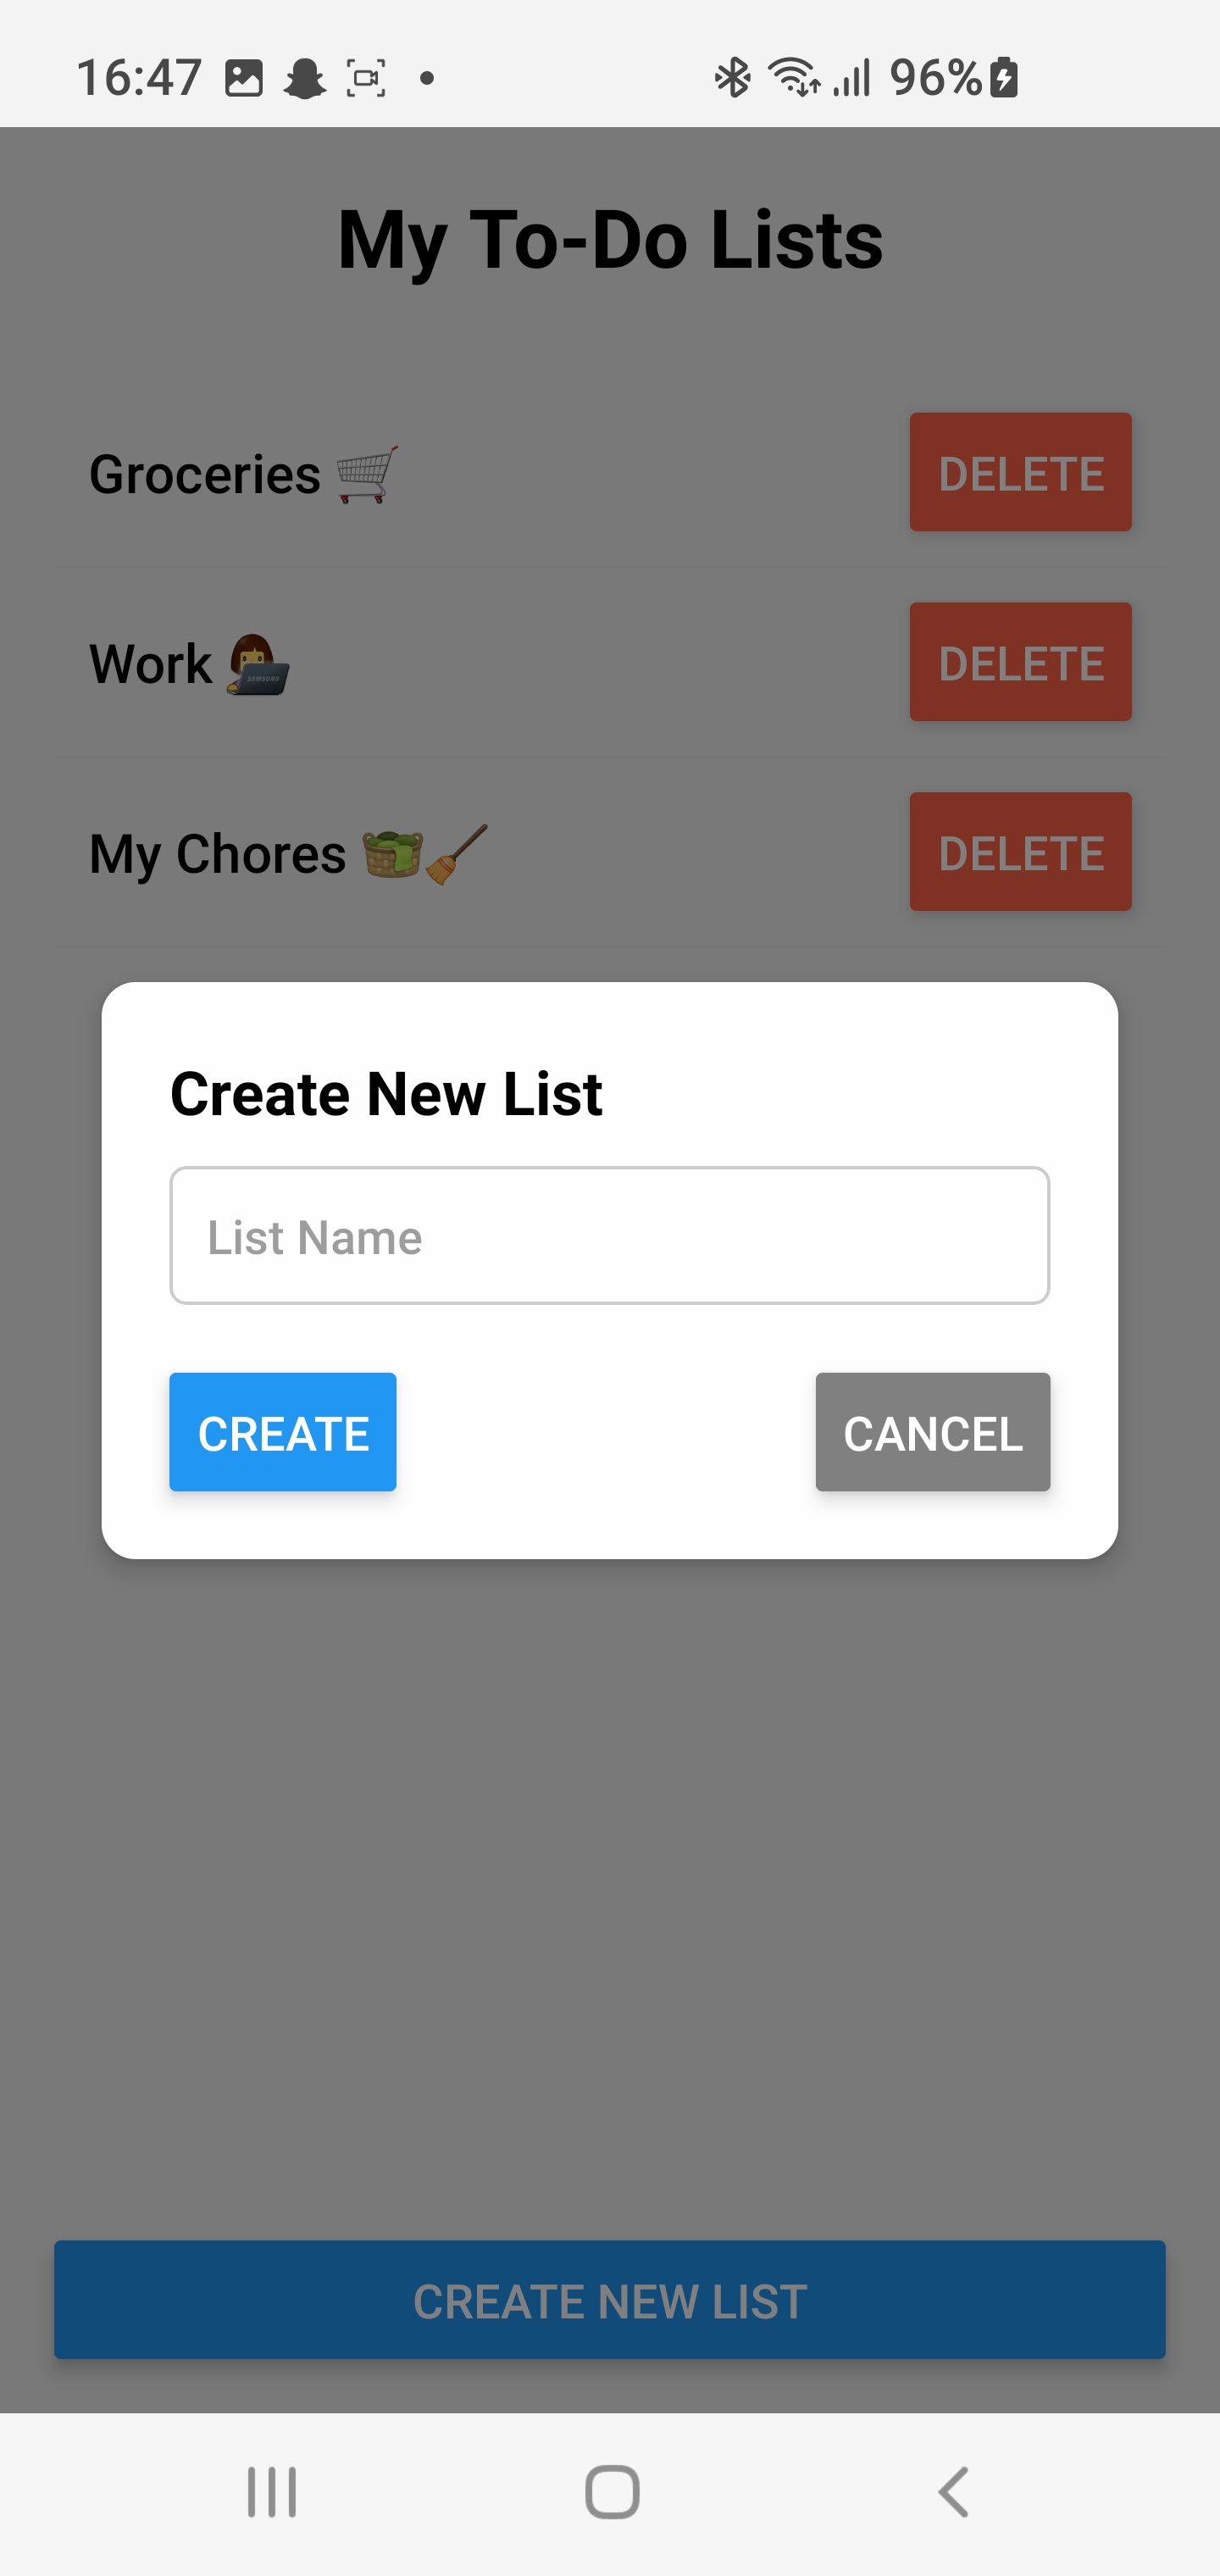 16:47 96%
My To-Do Lists
Groceries 🛒 DELETE
Work 👩‍💻 DELETE
SAMSUNG
My Chores 🧺🧹 DELETE
Create New List
List Name
CREATE CANCEL
CREATE NEW LIST